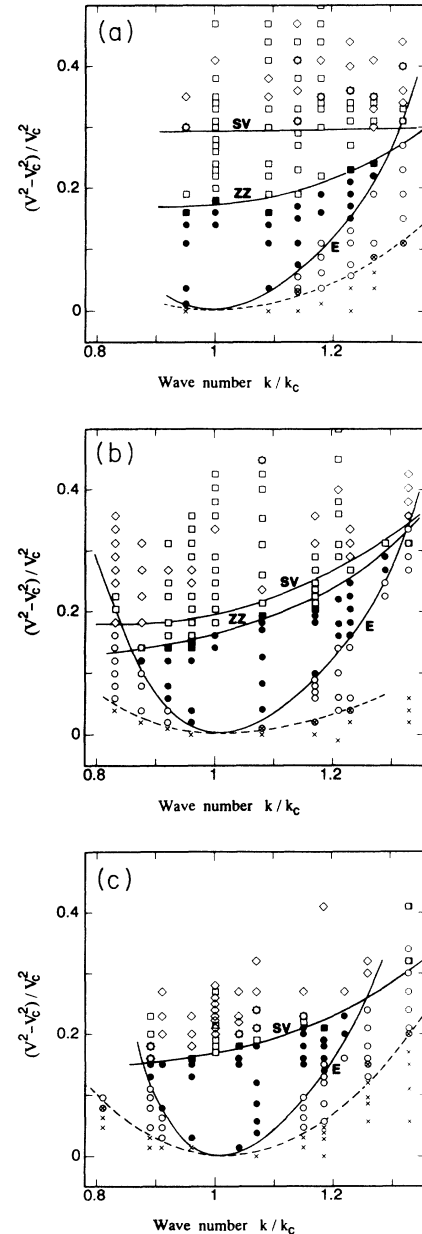 (a)
0.4
0.2
0
(V²-V_c²)/V_c²
SV
ZZ
E
0.8
1
1.2
Wave number k/k_c
(b)
0.4
0.2
0
(V²-V_c²)/V_c²
SV
ZZ
E
0.8
1
1.2
Wave number k/k_c
(c)
0.4
0.2
0
(V²-V_c²)/V_c²
SV
E
0.8
1
1.2
Wave number k/k_c